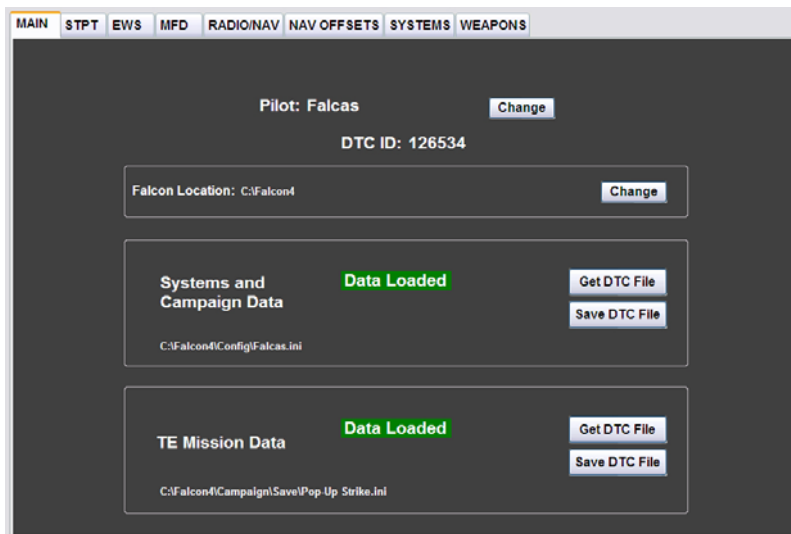 MAIN STPT EWS MFD RADIO/NAV NAV OFFSETS SYSTEMS WEAPONS
Pilot: Falcas Change
DTC ID: 126534
Falcon Location: C:\Falcon4 Change
Systems and Campaign Data
Data Loaded
Get DTC File
Save DTC File
C:\Falcon4\Config\Falcas.ini
TE Mission Data
Data Loaded
Get DTC File
Save DTC File
C:\Falcon4\Campaign\Save\Pop-Up Strike.ini